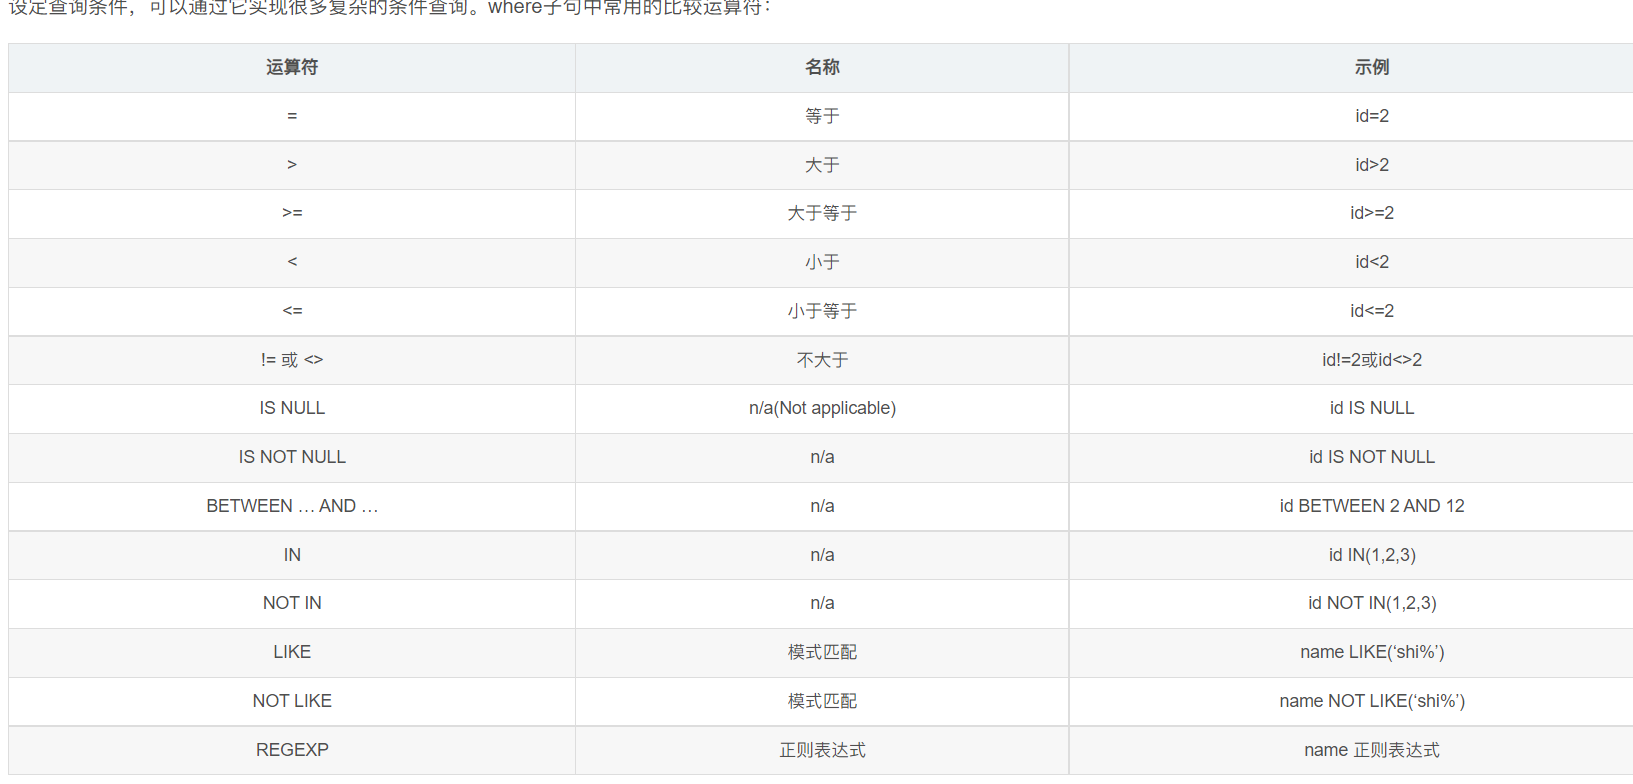 设定查询条件，可以通过它实现很多复杂的条件查询。where子句中常用的比较运算符：
运算符 名称 示例
= 等于 id=2
> 大于 id>2
>= 大于等于 id>=2
< 小于 id<2
<= 小于等于 id<=2
!= 或 <> 不大于 id!=2或id<>2
IS NULL n/a(Not applicable) id IS NULL
IS NOT NULL n/a id IS NOT NULL
BETWEEN … AND … n/a id BETWEEN 2 AND 12
IN n/a id IN(1,2,3)
NOT IN n/a id NOT IN(1,2,3)
LIKE 模式匹配 name LIKE(‘shi%’)
NOT LIKE 模式匹配 name NOT LIKE(‘shi%’)
REGEXP 正则表达式 name 正则表达式